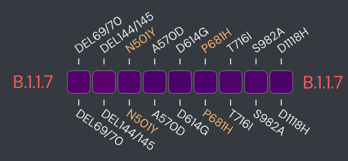 DEL69/70
DEL144/145
N501Y
A570D
D614G
P681H
T716I
S982A
D1118H
B.1.1.7
B.1.1.7
DEL69/70
DEL144/145
N501Y
A570D
D614G
P681H
T716I
S982A
D1118H